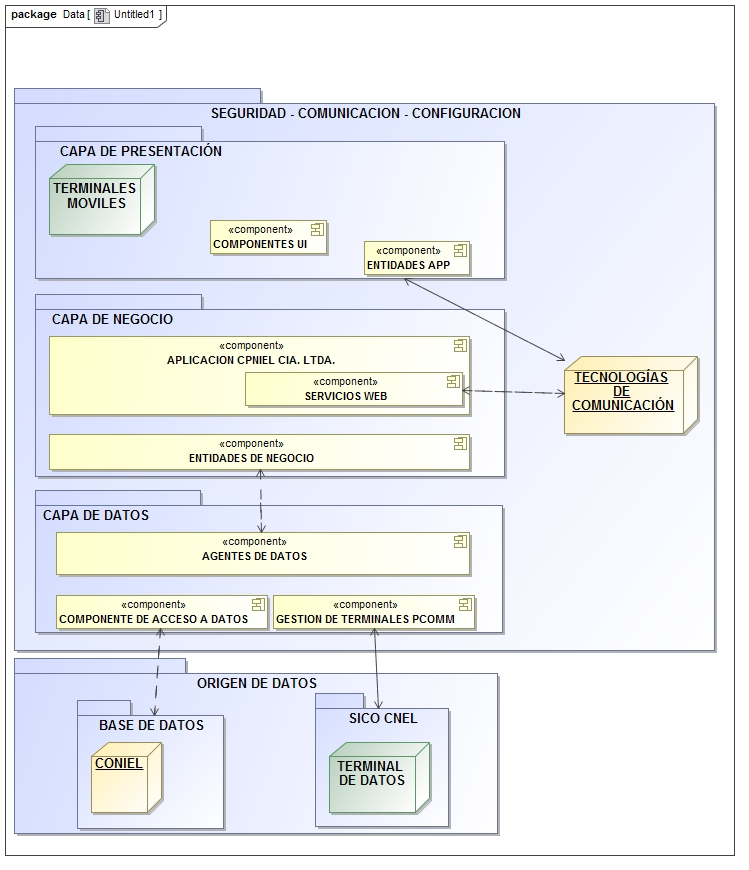 package Data [ Untitled1 ]
SEGURIDAD - COMUNICACION - CONFIGURACION
CAPA DE PRESENTACIÓN
TERMINALES
MOVILES
«component»
COMPONENTES UI
«component»
ENTIDADES APP
CAPA DE NEGOCIO
«component»
APLICACION CPNIEL CIA. LTDA.
«component»
SERVICIOS WEB
TECNOLOGÍAS
DE
COMUNICACIÓN
«component»
ENTIDADES DE NEGOCIO
CAPA DE DATOS
«component»
AGENTES DE DATOS
«component»
COMPONENTE DE ACCESO A DATOS
«component»
GESTION DE TERMINALES PCOMM
ORIGEN DE DATOS
BASE DE DATOS
CONIEL
SICO CNEL
TERMINAL
DE DATOS